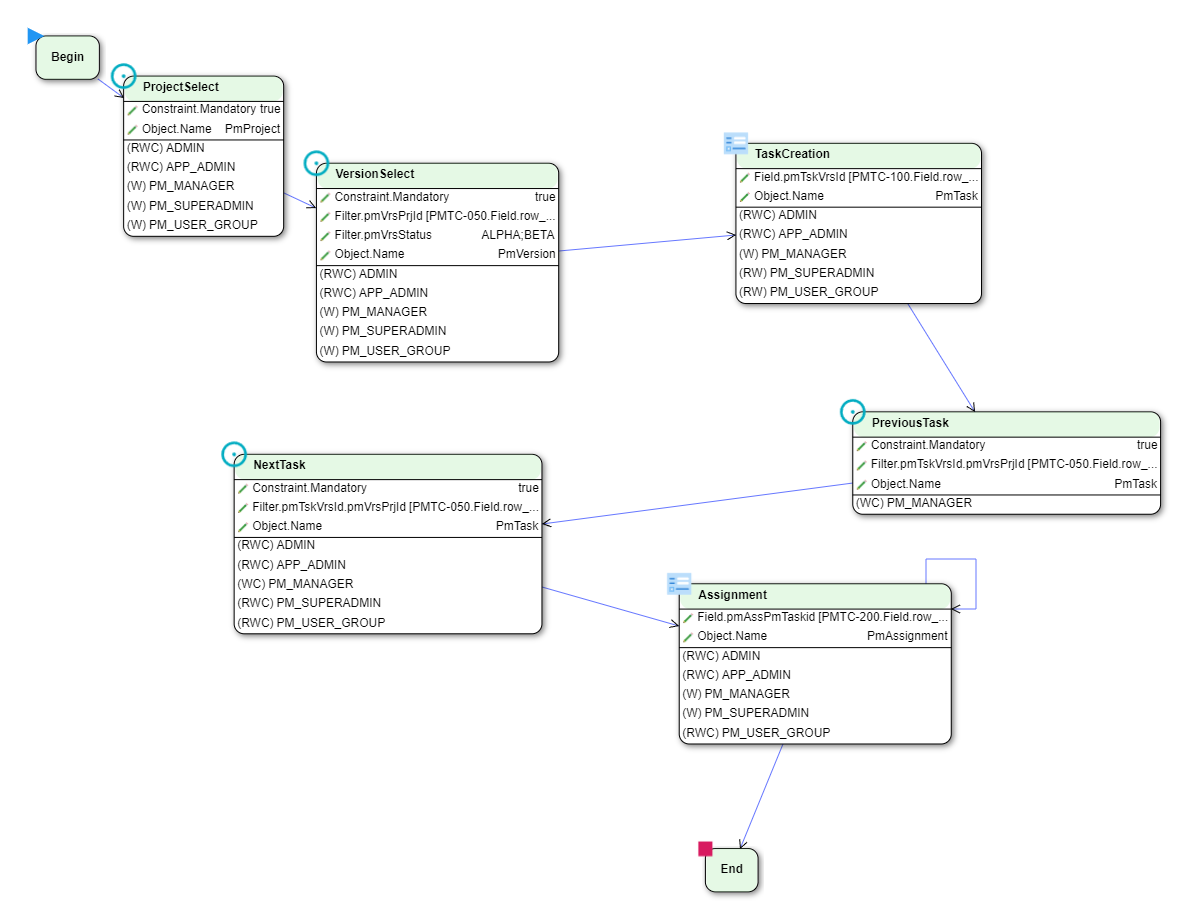 Begin
ProjectSelect
Constraint.Mandatory true
Object.Name PmProject
(RWC) ADMIN
(RWC) APP_ADMIN
(W) PM_MANAGER
(W) PM_SUPERADMIN
(W) PM_USER_GROUP
VersionSelect
Constraint.Mandatory true
Filter.pmVrsPrjId [PMTC-050.Field.row_...
Filter.pmVrsStatus ALPHA;BETA
Object.Name PmVersion
(RWC) ADMIN
(RWC) APP_ADMIN
(W) PM_MANAGER
(W) PM_SUPERADMIN
(W) PM_USER_GROUP
TaskCreation
Field.pmTskVrsId [PMTC-100.Field.row_...
Object.Name PmTask
(RWC) ADMIN
(RWC) APP_ADMIN
(W) PM_MANAGER
(RW) PM_SUPERADMIN
(RW) PM_USER_GROUP
PreviousTask
Constraint.Mandatory true
Filter.pmTskVrsId.pmVrsPrjId [PMTC-050.Field.row_...
Object.Name PmTask
(WC) PM_MANAGER
NextTask
Constraint.Mandatory true
Filter.pmTskVrsId.pmVrsPrjId [PMTC-050.Field.row_...
Object.Name PmTask
(RWC) ADMIN
(RWC) APP_ADMIN
(WC) PM_MANAGER
(RWC) PM_SUPERADMIN
(RWC) PM_USER_GROUP
Assignment
Field.pmAssPmTaskid [PMTC-200.Field.row_...
Object.Name PmAssignment
(RWC) ADMIN
(RWC) APP_ADMIN
(W) PM_MANAGER
(W) PM_SUPERADMIN
(RWC) PM_USER_GROUP
End